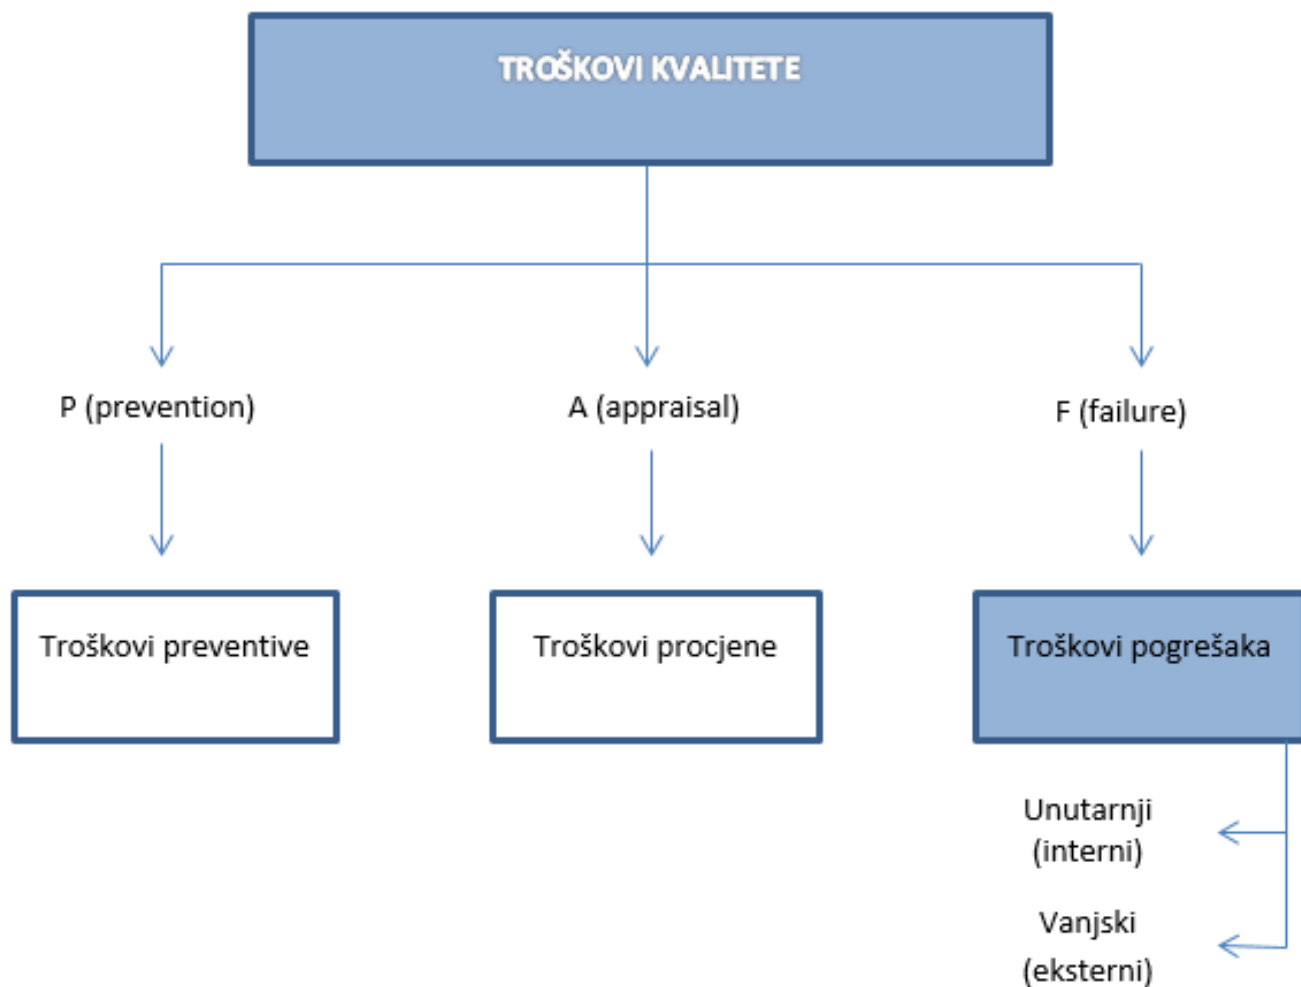 TROŠKOVI KVALITETE
P (prevention)
A (appraisal)
F (failure)
Troškovi preventive
Troškovi procjene
Troškovi pogrešaka
Unutarnji
(interni)
Vanjski
(eksterni)